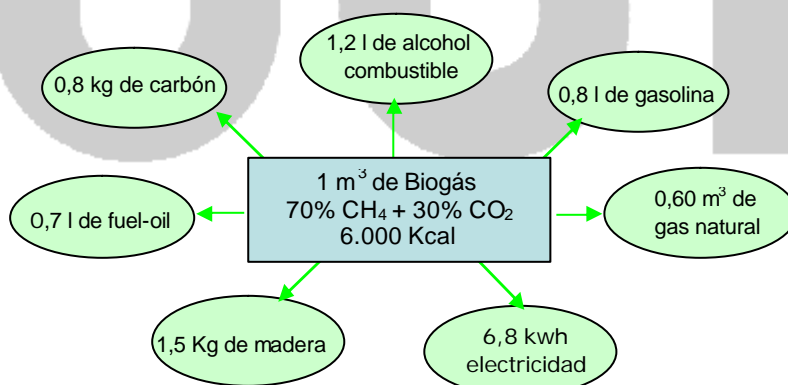 1,2 l de alcohol
combustible
0,8 kg de carbón
0,8 l de gasolina
1 m³ de Biogás
70% CH₄ + 30% CO₂
6.000 Kcal
0,7 l de fuel-oil
0,60 m³ de
gas natural
1,5 Kg de madera
6,8 kwh
electricidad